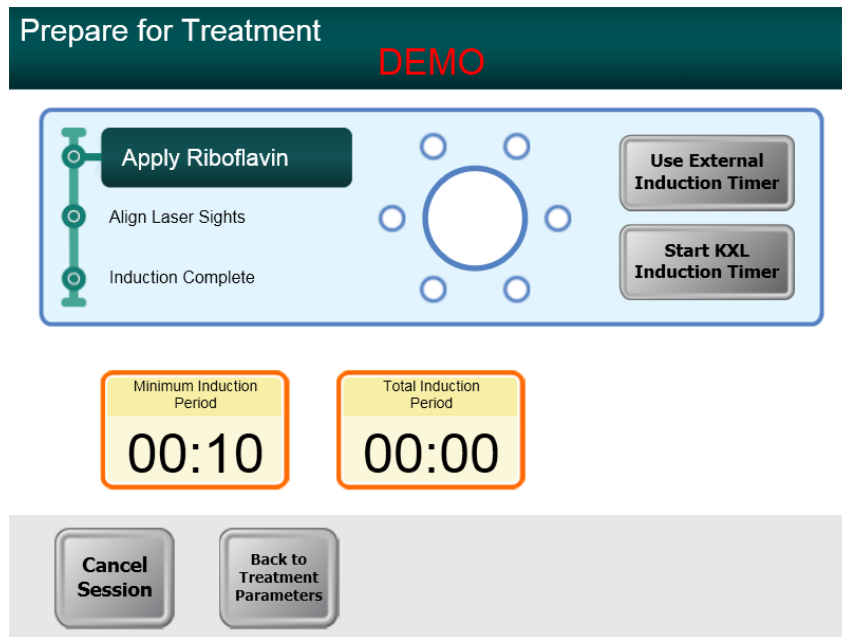 Prepare for Treatment
DEMO
Apply Riboflavin
Align Laser Sights
Induction Complete
Use External
Induction Timer
Start KXL
Induction Timer
Minimum Induction
Period
00:10
Total Induction
Period
00:00
Cancel
Session
Back to
Treatment
Parameters